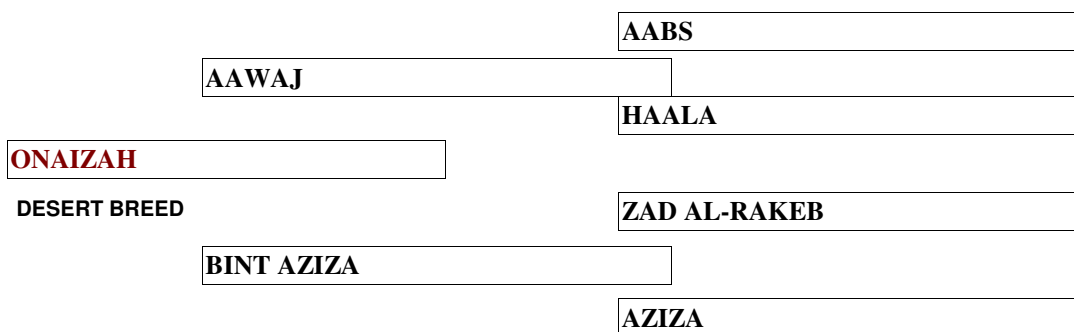 AABS
AAWAJ
HAALA
ONAIZAH
DESERT BREED
ZAD AL-RAKEB
BINT AZIZA
AZIZA